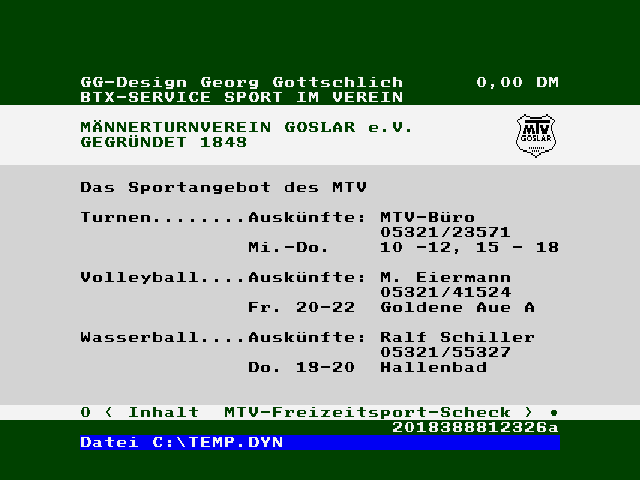 GG-Design Georg Gottschlich 0,00 DM
BTX-SERVICE SPORT IM VEREIN
MÄNNERTURNVEREIN GOSLAR e.V.
GEGRÜNDET 1848
MTV
GOSLAR
Das Sportangebot des MTV
Turnen........Auskünfte: MTV-Büro
05321/23571
Mi.-Do. 10 -12, 15 - 18
Volleyball....Auskünfte: M. Eiermann
05321/41524
Fr. 20-22 Goldene Aue A
Wasserball....Auskünfte: Ralf Schiller
05321/55327
Do. 18-20 Hallenbad
0 < Inhalt MTV-Freizeitsport-Scheck > •
2018388812326a
Datei C:\TEMP.DYN